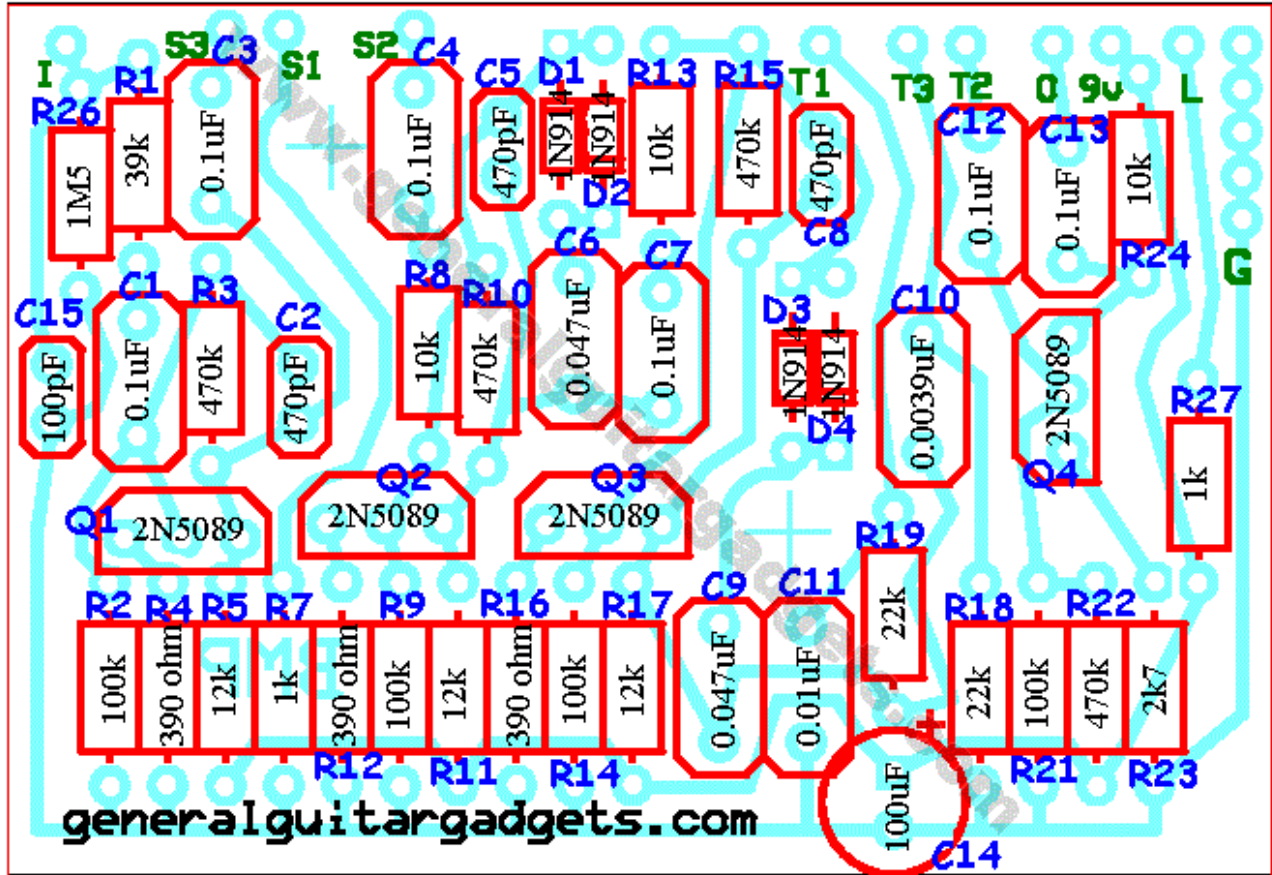 I
S3
C3
S1
S2
C4
C5
D1
R13
R15
T1
T3
T2
0
9v
L
R26
R1
C12
C13
1M5
39k
0.1uF
0.1uF
470pF
1N914
1N914
10k
470k
470pF
0.1uF
0.1uF
10k
D2
C8
R24
G
C15
C1
R3
C2
R8
R10
C6
C7
D3
C10
100pF
0.1uF
470k
470pF
10k
470k
0.047uF
0.1uF
1N914
1N914
0.0039uF
2N5089
R27
D4
Q4
1k
Q1
2N5089
Q2
2N5089
Q3
2N5089
R19
22k
R2
R4
R5
R7
R9
R16
R17
C9
C11
R18
R22
100k
390 ohm
12k
1k
390 ohm
100k
12k
390 ohm
100k
12k
0.047uF
0.01uF
22k
100k
470k
2k7
BMP
+
R12
R11
R14
R21
R23
100uF
C14
generalguitargadgets.com
www.generalguitargadgets.com